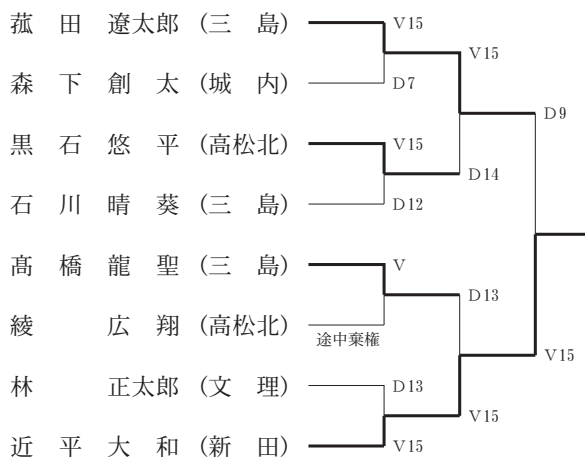 菰田遼太郎(三島)
V15
V15
森下創太(城内)
D7
D9
黒石悠平(高松北)
V15
D14
石川晴葵(三島)
D12
髙橋龍聖(三島)
V
D13
綾広翔(高松北)
途中棄権
V15
林正太郎(文理)
D13
V15
近平大和(新田)
V15